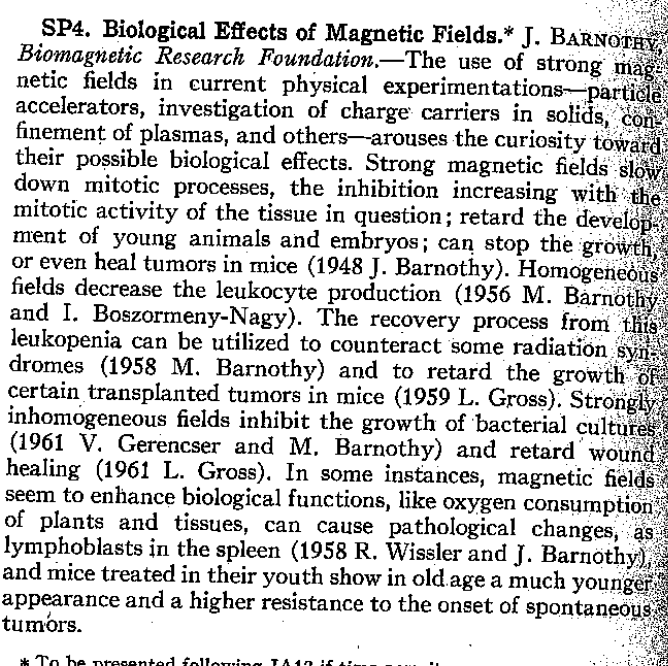 SP4. Biological Effects of Magnetic Fields.* J. BARNOTHY,
Biomagnetic Research Foundation.—The use of strong mag-
netic fields in current physical experimentations—particle
accelerators, investigation of charge carriers in solids, con-
finement of plasmas, and others—arouses the curiosity toward
their possible biological effects. Strong magnetic fields slow
down mitotic processes, the inhibition increasing with the
mitotic activity of the tissue in question; retard the develop-
ment of young animals and embryos; can stop the growth,
or even heal tumors in mice (1948 J. Barnothy). Homogeneous
fields decrease the leukocyte production (1956 M. Barnothy
and I. Boszormeny-Nagy). The recovery process from this
leukopenia can be utilized to counteract some radiation syn-
dromes (1958 M. Barnothy) and to retard the growth of
certain transplanted tumors in mice (1959 L. Gross). Strongly
inhomogeneous fields inhibit the growth of bacterial cultures
(1961 V. Gerencser and M. Barnothy) and retard wound
healing (1961 L. Gross). In some instances, magnetic fields
seem to enhance biological functions, like oxygen consumption
of plants and tissues, can cause pathological changes, as
lymphoblasts in the spleen (1958 R. Wissler and J. Barnothy),
and mice treated in their youth show in old age a much younger
appearance and a higher resistance to the onset of spontaneous
tumors.
* To be presented following